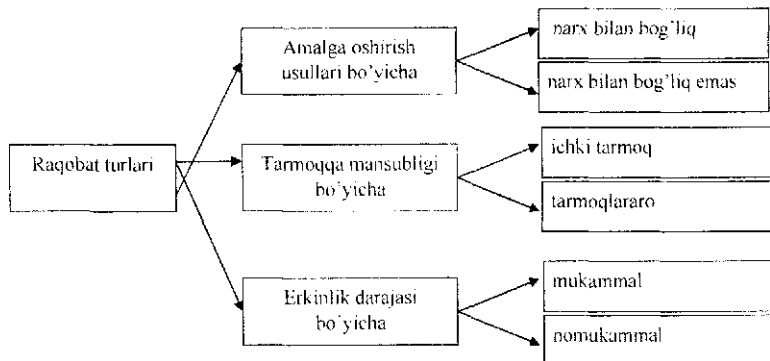 Amalga oshirish
usullari bo'yicha
narx bilan bog'liq
narx bilan bog'liq emas
Raqobat turlari
Tarmoqqa mansubligi
bo'yicha
ichki tarmoq
tarmoqlararo
Erkinlik darajasi
bo'yicha
mukammal
nomukammal